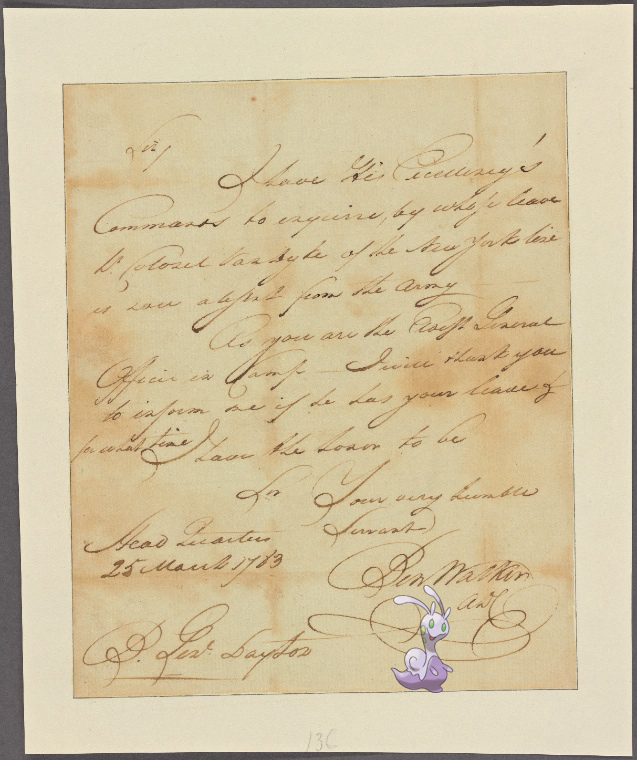 Sir,
I have His Excellency's
Commands to enquire, by whose leave
Lt. Colonel Vandyke of the New York line
is now absent from the Army
As you are the Eldest General
Officer in Camp - I will thank you
to inform me if he has your leave &
for what time I have the honor to be
Sir Your very humble
Servant
Ben Walker
ADC
Head Quarters
25 March 1783
B. Genl. Dayton
136